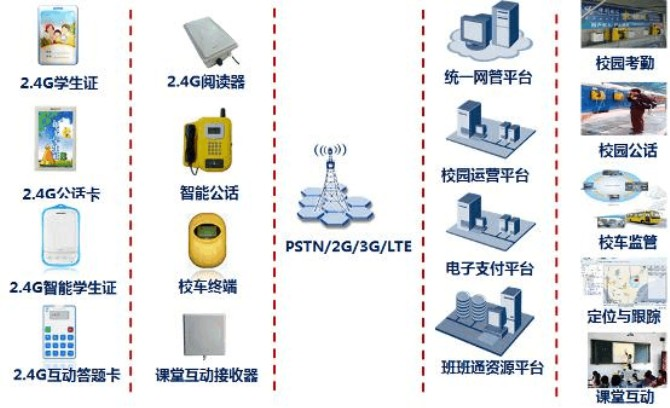 2.4G学生证
2.4G公话卡
2.4G智能学生证
2.4G互动答题卡
2.4G阅读器
智能公话
校车终端
课堂互动接收器
PSTN/2G/3G/LTE
统一网管平台
校园运营平台
电子支付平台
班班通资源平台
校园考勤
校园公话
校车监管
定位与跟踪
课堂互动